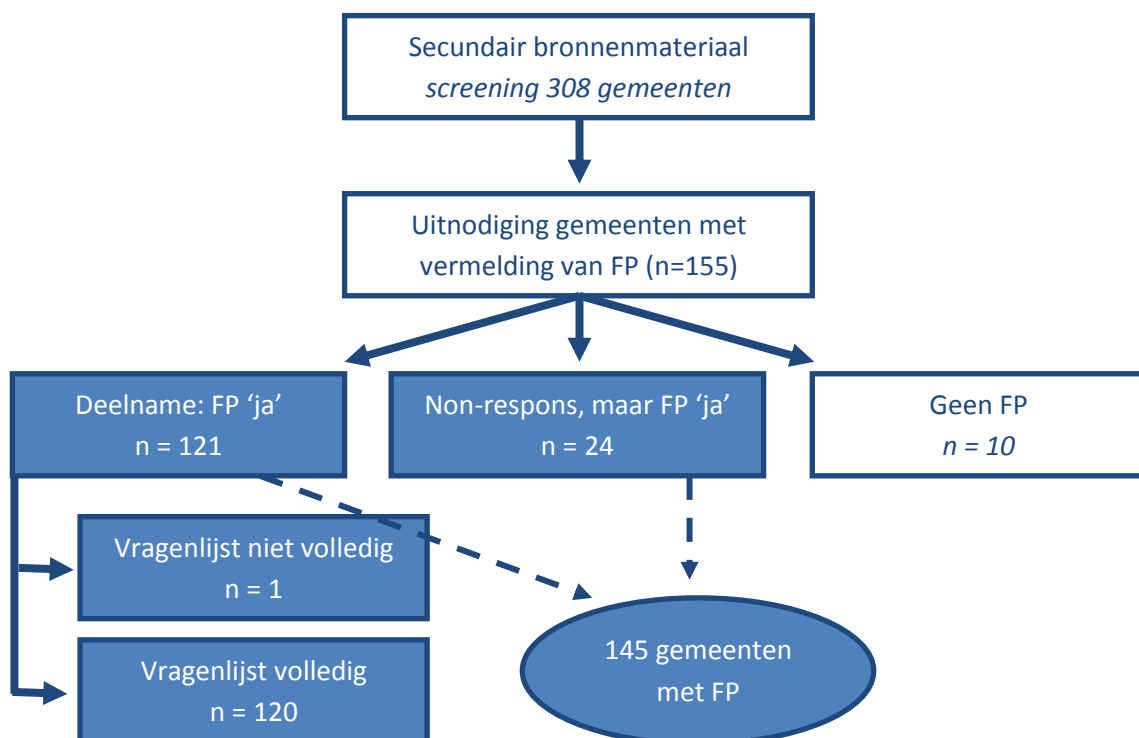 Secundair bronnenmateriaal
screening 308 gemeenten
Uitnodiging gemeenten met
vermelding van FP (n=155)
Deelname: FP ‘ja’
n = 121
Non-respons, maar FP ‘ja’
n = 24
Geen FP
n = 10
Vragenlijst niet volledig
n = 1
145 gemeenten
met FP
Vragenlijst volledig
n = 120